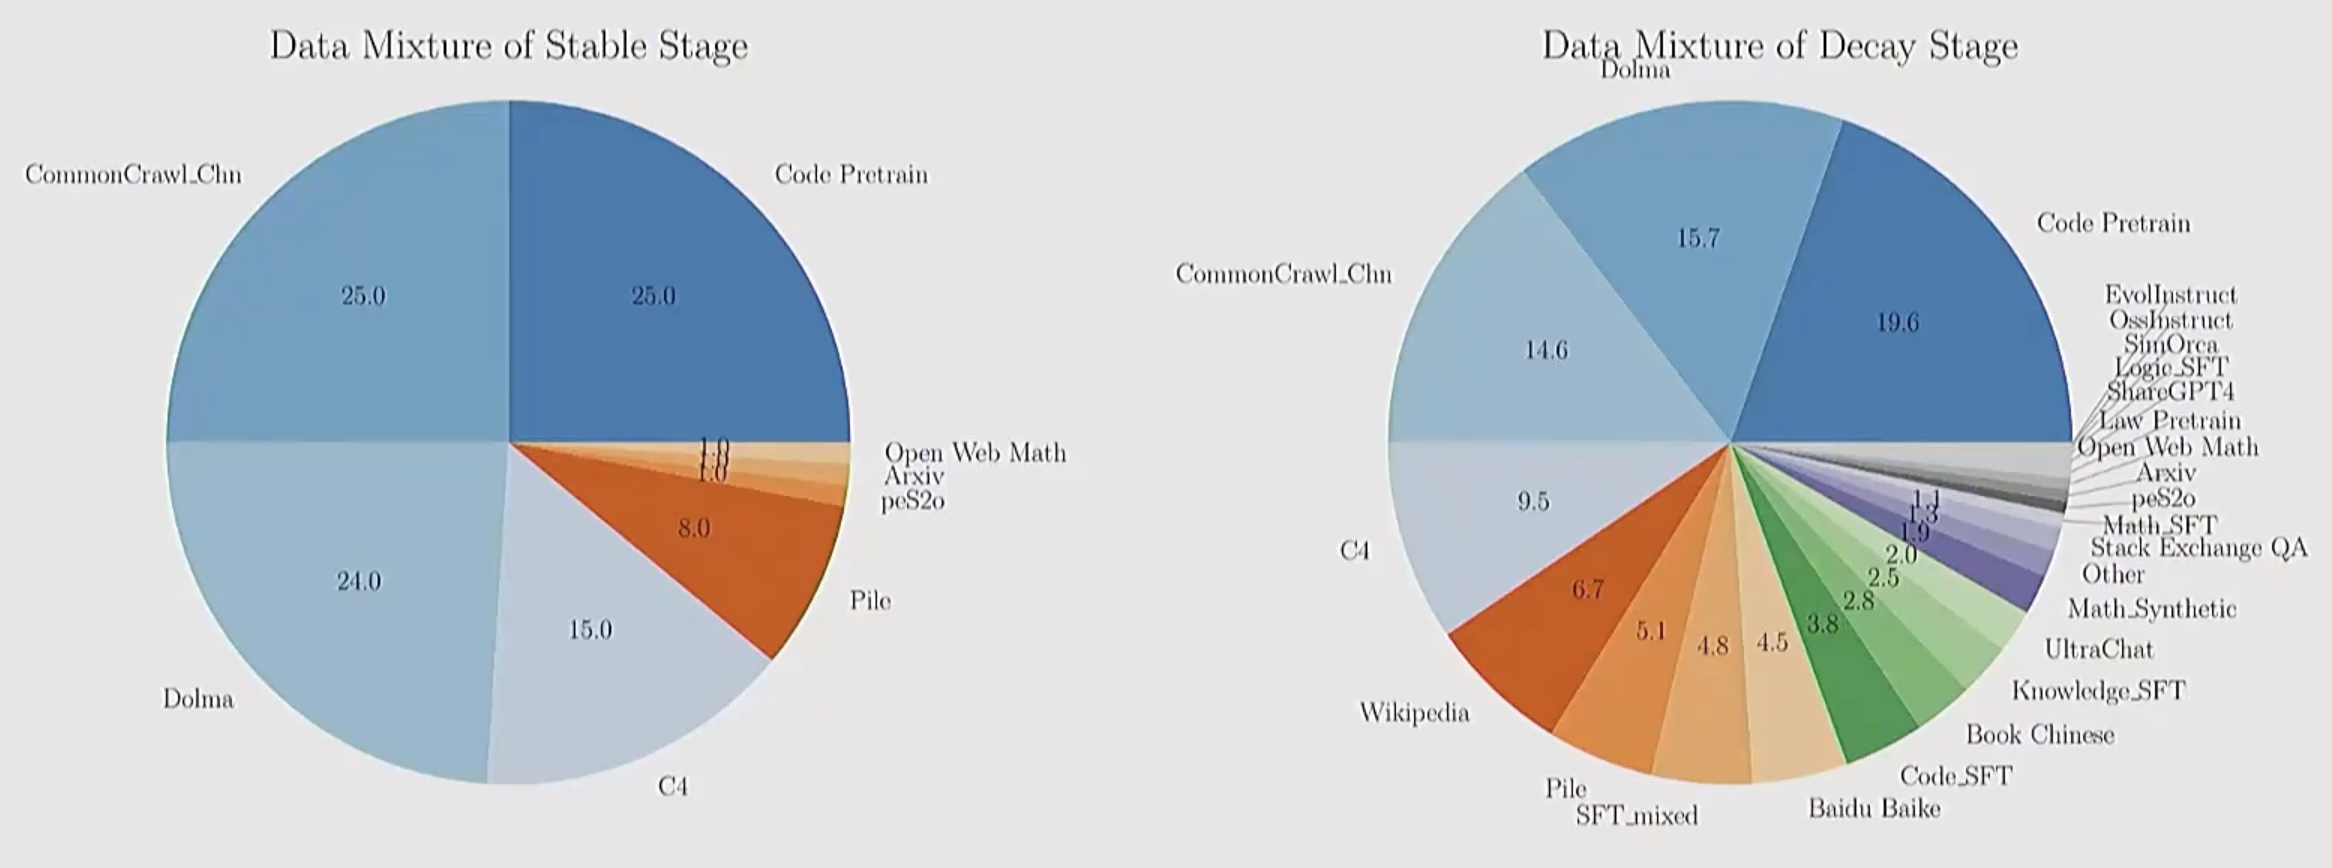 Data Mixture of Stable Stage
CommonCrawl_Chn
Code Pretrain
25.0
25.0
1.0
1.0
1.0
Open Web Math
Arxiv
peS2o
8.0
24.0
15.0
Pile
Dolma
C4
Data Mixture of Decay Stage
Dolma
Code Pretrain
15.7
CommonCrawl_Chn
19.6
14.6
EvolInstruct
OssInstruct
SimOrca
Logic_SFT
ShareGPT4
Law Pretrain
Open Web Math
Arxiv
peS2o
Math_SFT
Stack Exchange QA
Other
Math_Synthetic
UltraChat
Knowledge_SFT
Book Chinese
Code_SFT
Baidu Baike
SFT_mixed
Pile
Wikipedia
C4
9.5
6.7
5.1
4.8
4.5
3.8
2.8
2.5
2.0
1.9
1.3
1.1